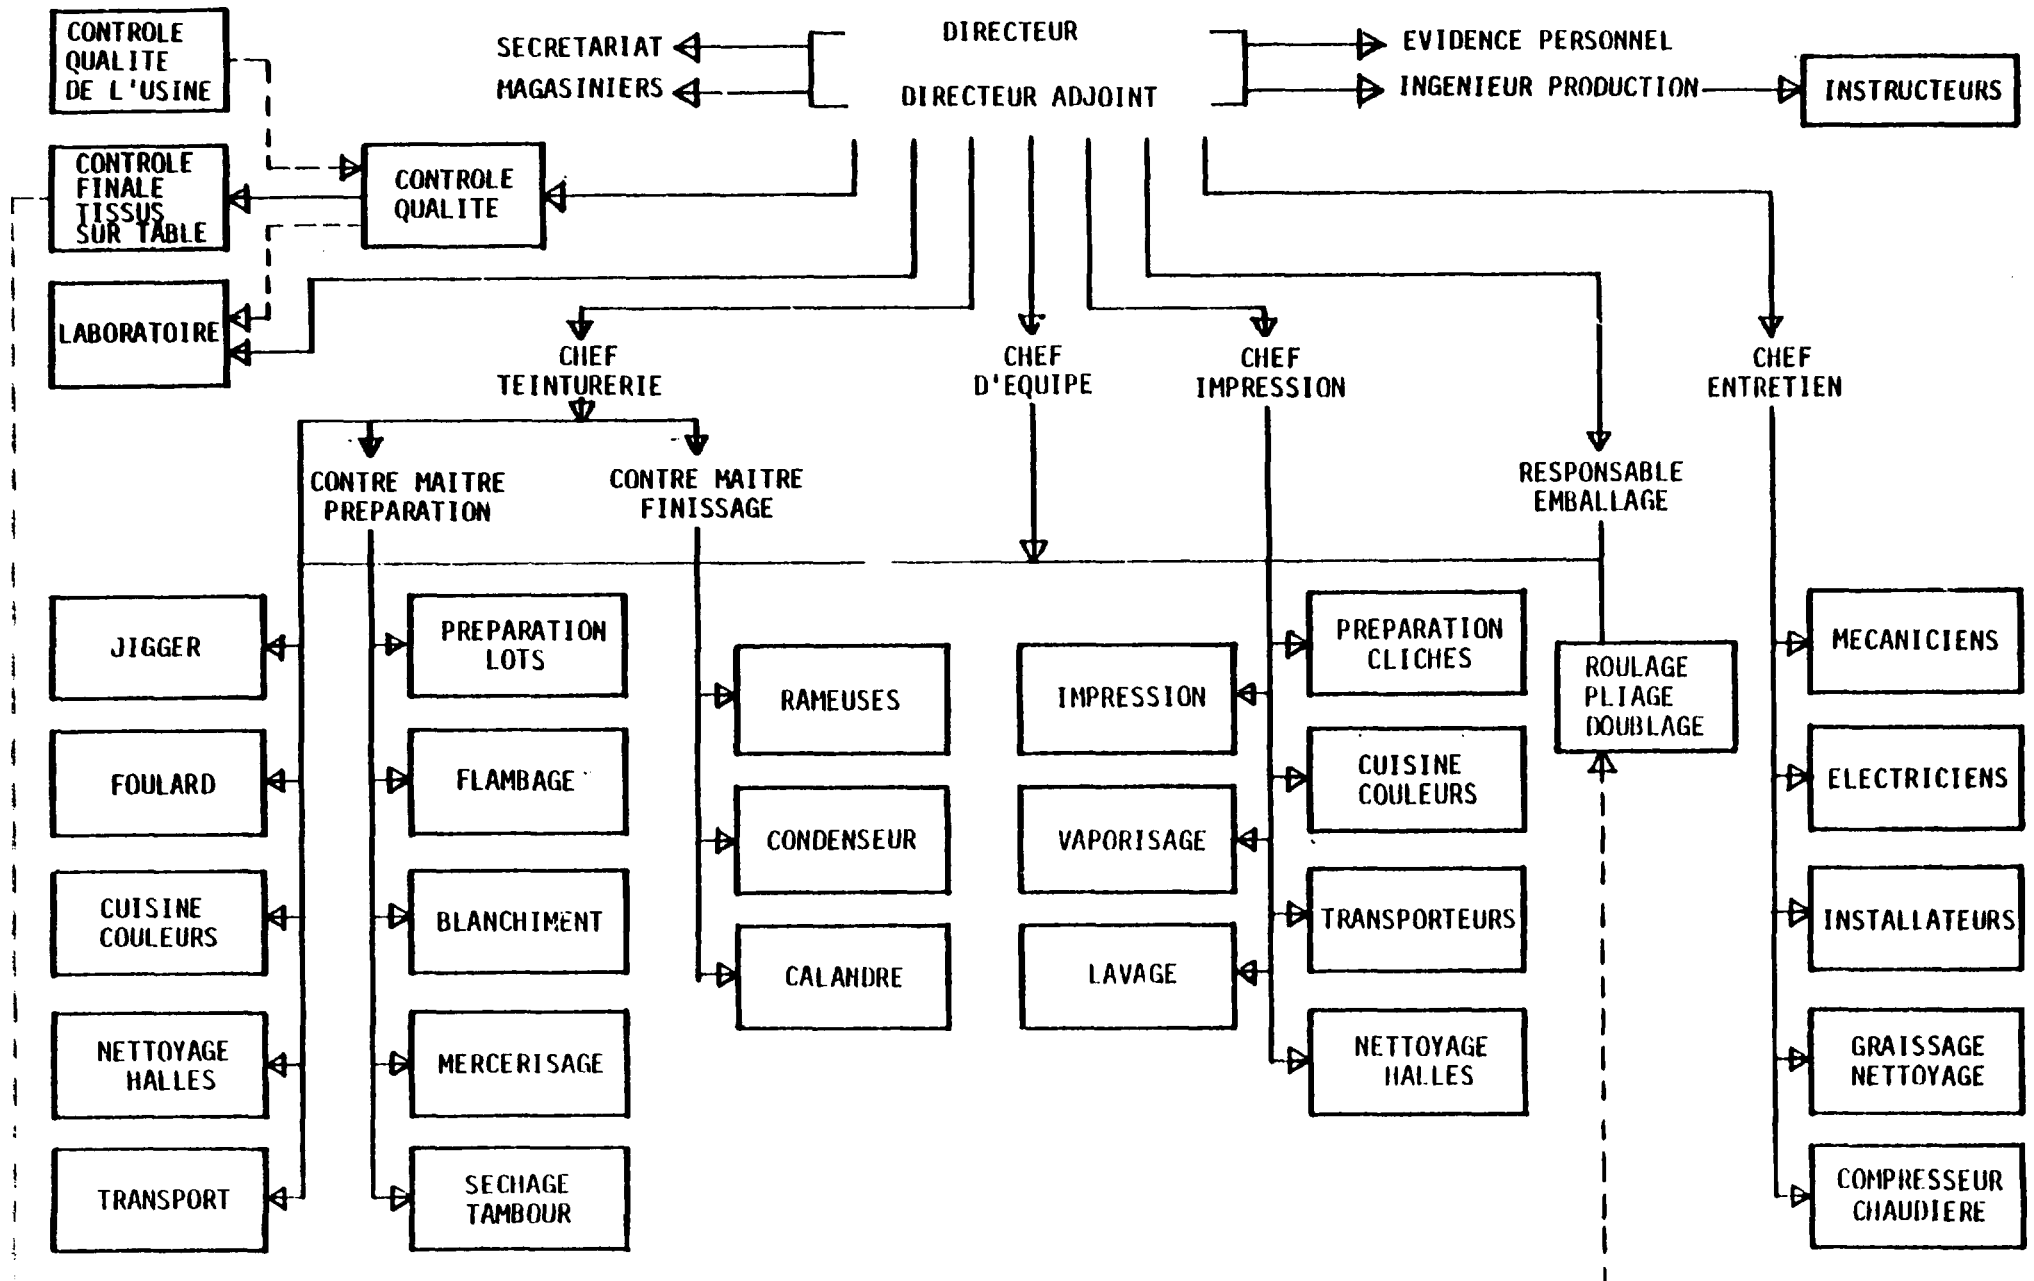 CONTROLE
QUALITE
DE L'USINE
SECRETARIAT
MAGASINIERS
DIRECTEUR
DIRECTEUR ADJOINT
EVIDENCE PERSONNEL
INGENIEUR PRODUCTION
INSTRUCTEURS
CONTROLE
FINALE
TISSUS
SUR TABLE
CONTROLE
QUALITE
LABORATOIRE
CHEF
TEINTURERIE
CHEF
D'EQUIPE
CHEF
IMPRESSION
CHEF
ENTRETIEN
CONTRE MAITRE
PREPARATION
CONTRE MAITRE
FINISSAGE
RESPONSABLE
EMBALLAGE
JIGGER
FOULARD
CUISINE
COULEURS
NETTOYAGE
HALLES
TRANSPORT
PREPARATION
LOTS
FLAMBAGE
BLANCHIMENT
MERCERISAGE
SECHAGE
TAMBOUR
RAMEUSES
CONDENSEUR
CALANDRE
IMPRESSION
VAPORISAGE
LAVAGE
PREPARATION
CLICHES
CUISINE
COULEURS
TRANSPORTEURS
NETTOYAGE
HALLES
ROULAGE
PLIAGE
DOUBLAGE
MECANICIENS
ELECTRICIENS
INSTALLATEURS
GRAISSAGE
NETTOYAGE
COMPRESSEUR
CHAUDIERE